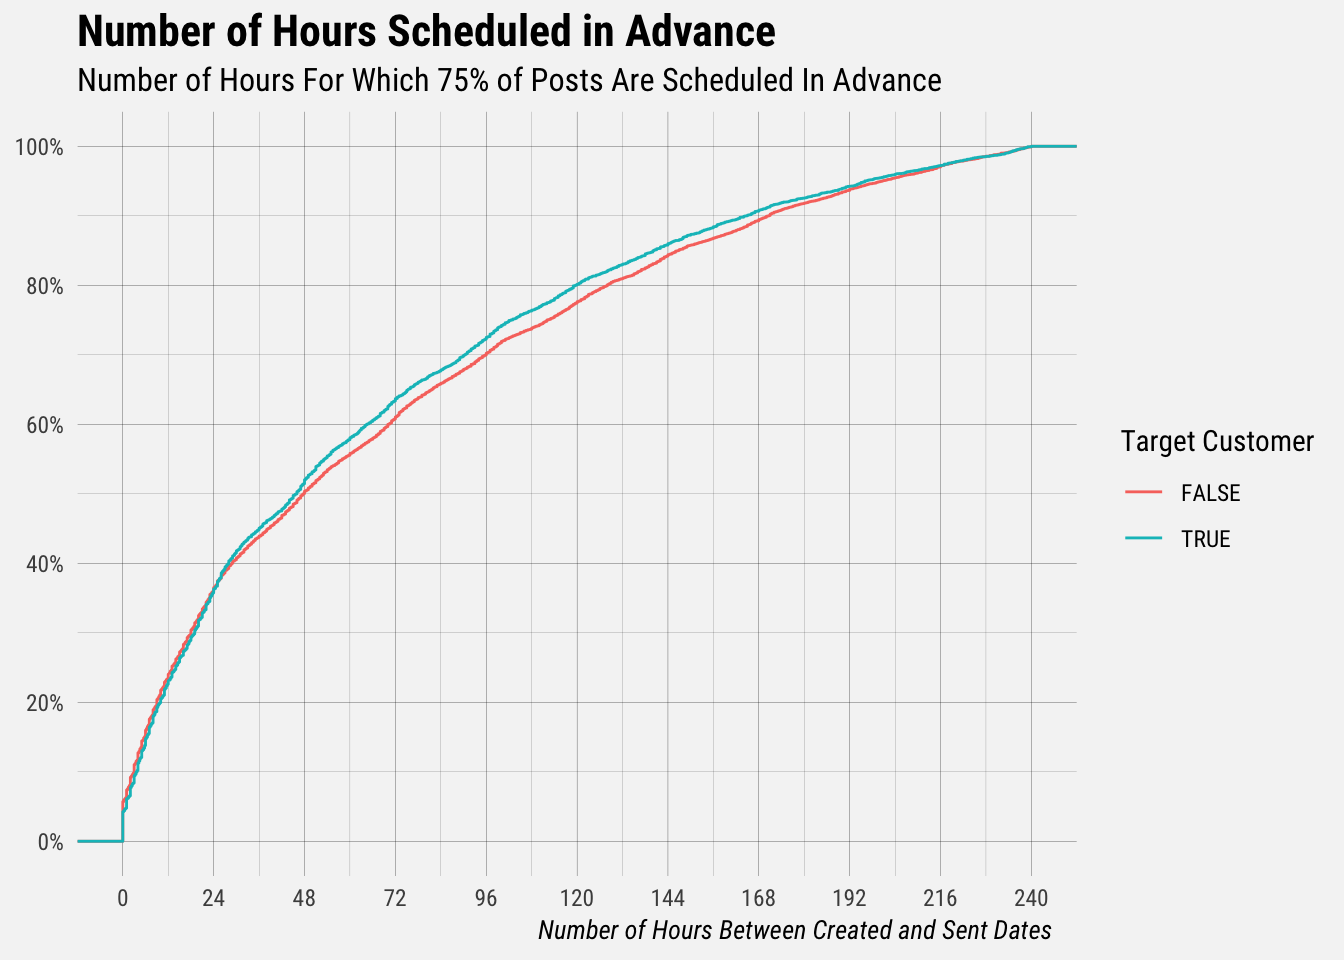 Number of Hours Scheduled in Advance
Number of Hours For Which 75% of Posts Are Scheduled In Advance
100%
80%
60%
40%
20%
0%
0 24 48 72 96 120 144 168 192 216 240
Number of Hours Between Created and Sent Dates
Target Customer
FALSE
TRUE